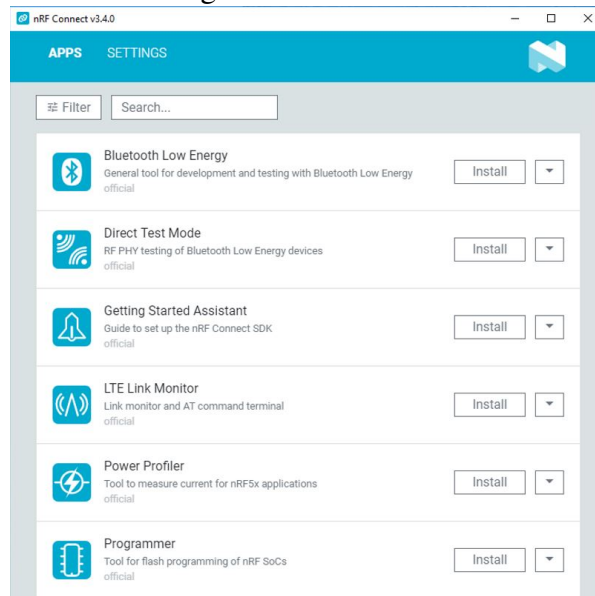 nRF Connect v3.4.0
APPS SETTINGS
Filter Search...
Bluetooth Low Energy
General tool for development and testing with Bluetooth Low Energy
official
Install
Direct Test Mode
RF PHY testing of Bluetooth Low Energy devices
official
Install
Getting Started Assistant
Guide to set up the nRF Connect SDK
official
Install
LTE Link Monitor
Link monitor and AT command terminal
official
Install
Power Profiler
Tool to measure current for nRF5x applications
official
Install
Programmer
Tool for flash programming of nRF SoCs
official
Install